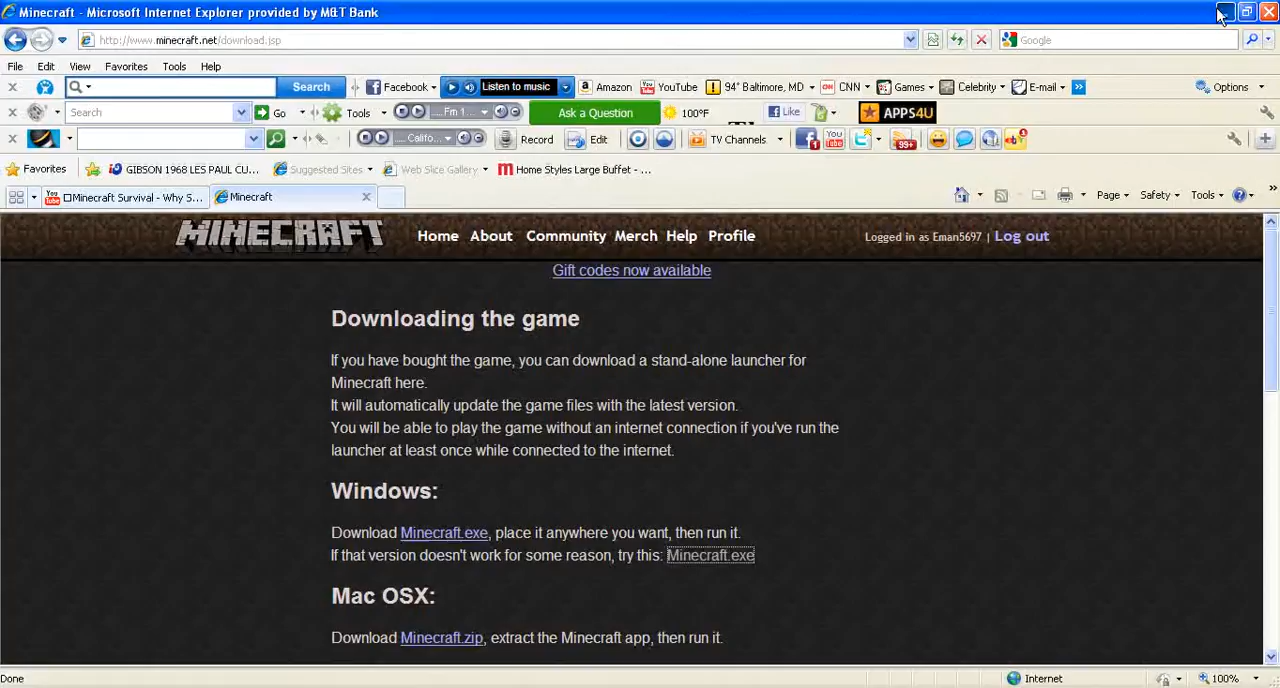 Minecraft - Microsoft Internet Explorer provided by M&T Bank
http://www.minecraft.net/download.jsp
Google
File Edit View Favorites Tools Help
Search Facebook Listen to music Amazon YouTube 94° Baltimore, MD CNN Games Celebrity E-mail Options
Search Go Tools Fm 1 Ask a Question 100°F Like APPS4U
Califo... Record Edit TV Channels 1 99+
Favorites GIBSON 1968 LES PAUL CU... Suggested Sites Web Slice Gallery Home Styles Large Buffet - ...
Minecraft Survival - Why S... Minecraft Page Safety Tools
MINECRAFT Home About Community Merch Help Profile Logged in as Eman5697 | Log out
Gift codes now available
Downloading the game
If you have bought the game, you can download a stand-alone launcher for
Minecraft here.
It will automatically update the game files with the latest version.
You will be able to play the game without an internet connection if you've run the
launcher at least once while connected to the internet.
Windows:
Download Minecraft.exe, place it anywhere you want, then run it.
If that version doesn't work for some reason, try this: Minecraft.exe
Mac OSX:
Download Minecraft.zip, extract the Minecraft app, then run it.
Done Internet 100%